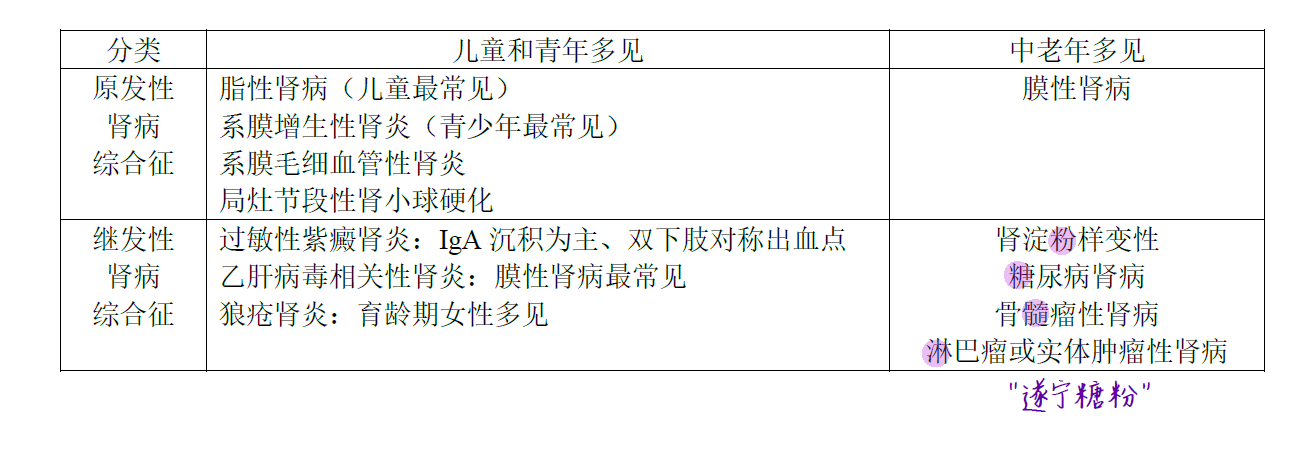 分类 儿童和青年多见 中老年多见
原发性 脂性肾病（儿童最常见） 膜性肾病
肾病 系膜增生性肾炎（青少年最常见）
综合征 系膜毛细血管性肾炎
局灶节段性肾小球硬化
继发性 过敏性紫癜肾炎：IgA 沉积为主、双下肢对称出血点 肾淀粉样变性
肾病 乙肝病毒相关性肾炎：膜性肾病最常见 糖尿病肾病
综合征 狼疮肾炎：育龄期女性多见 骨髓瘤性肾病
淋巴瘤或实体肿瘤性肾病
"遂宁糖粉"